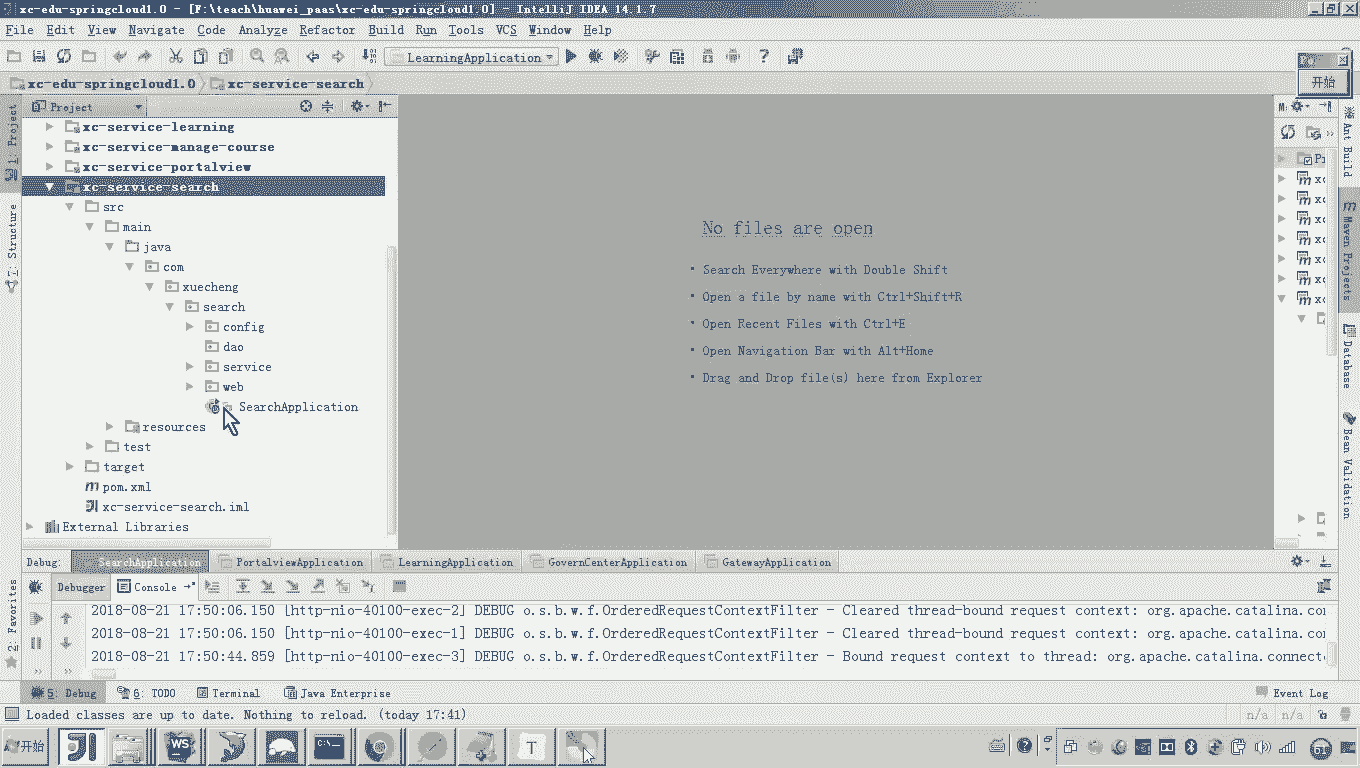 xc-edu-springcloud1.0 - [F:\teach\huawei_paas\xc-edu-springcloud1.0] - IntelliJ IDEA 14.1.7
File Edit View Navigate Code Analyze Refactor Build Run Tools VCS Window Help
LearningApplication
开始
xc-edu-springcloud1.0 xc-service-search
Project
1: Project
7: Structure
2: Favorites
xc-service-learning
xc-service-manage-course
xc-service-portalview
xc-service-search
src
main
java
com
xuecheng
search
config
dao
service
web
SearchApplication
resources
test
target
pom.xml
xc-service-search.iml
External Libraries
No files are open
Search Everywhere with Double Shift
Open a file by name with Ctrl+Shift+R
Open Recent Files with Ctrl+E
Open Navigation Bar with Alt+Home
Drag and Drop file(s) here from Explorer
Ant Build
Maven Projects
Database
Bean Validation
Debug: SearchApplication PortalviewApplication LearningApplication GovernCenterApplication GatewayApplication
Debugger Console
2018-08-21 17:50:06.150 [http-nio-40100-exec-2] DEBUG o.s.b.w.f.OrderedRequestContextFilter - Cleared thread-bound request context: org.apache.catalina.co
2018-08-21 17:50:06.150 [http-nio-40100-exec-1] DEBUG o.s.b.w.f.OrderedRequestContextFilter - Cleared thread-bound request context: org.apache.catalina.co
2018-08-21 17:50:44.859 [http-nio-40100-exec-3] DEBUG o.s.b.w.f.OrderedRequestContextFilter - Bound request context to thread: org.apache.catalina.connect
5: Debug 6: TODO Terminal Java Enterprise Event Log
Loaded classes are up to date. Nothing to reload. (today 17:41) n/a n/a
开始